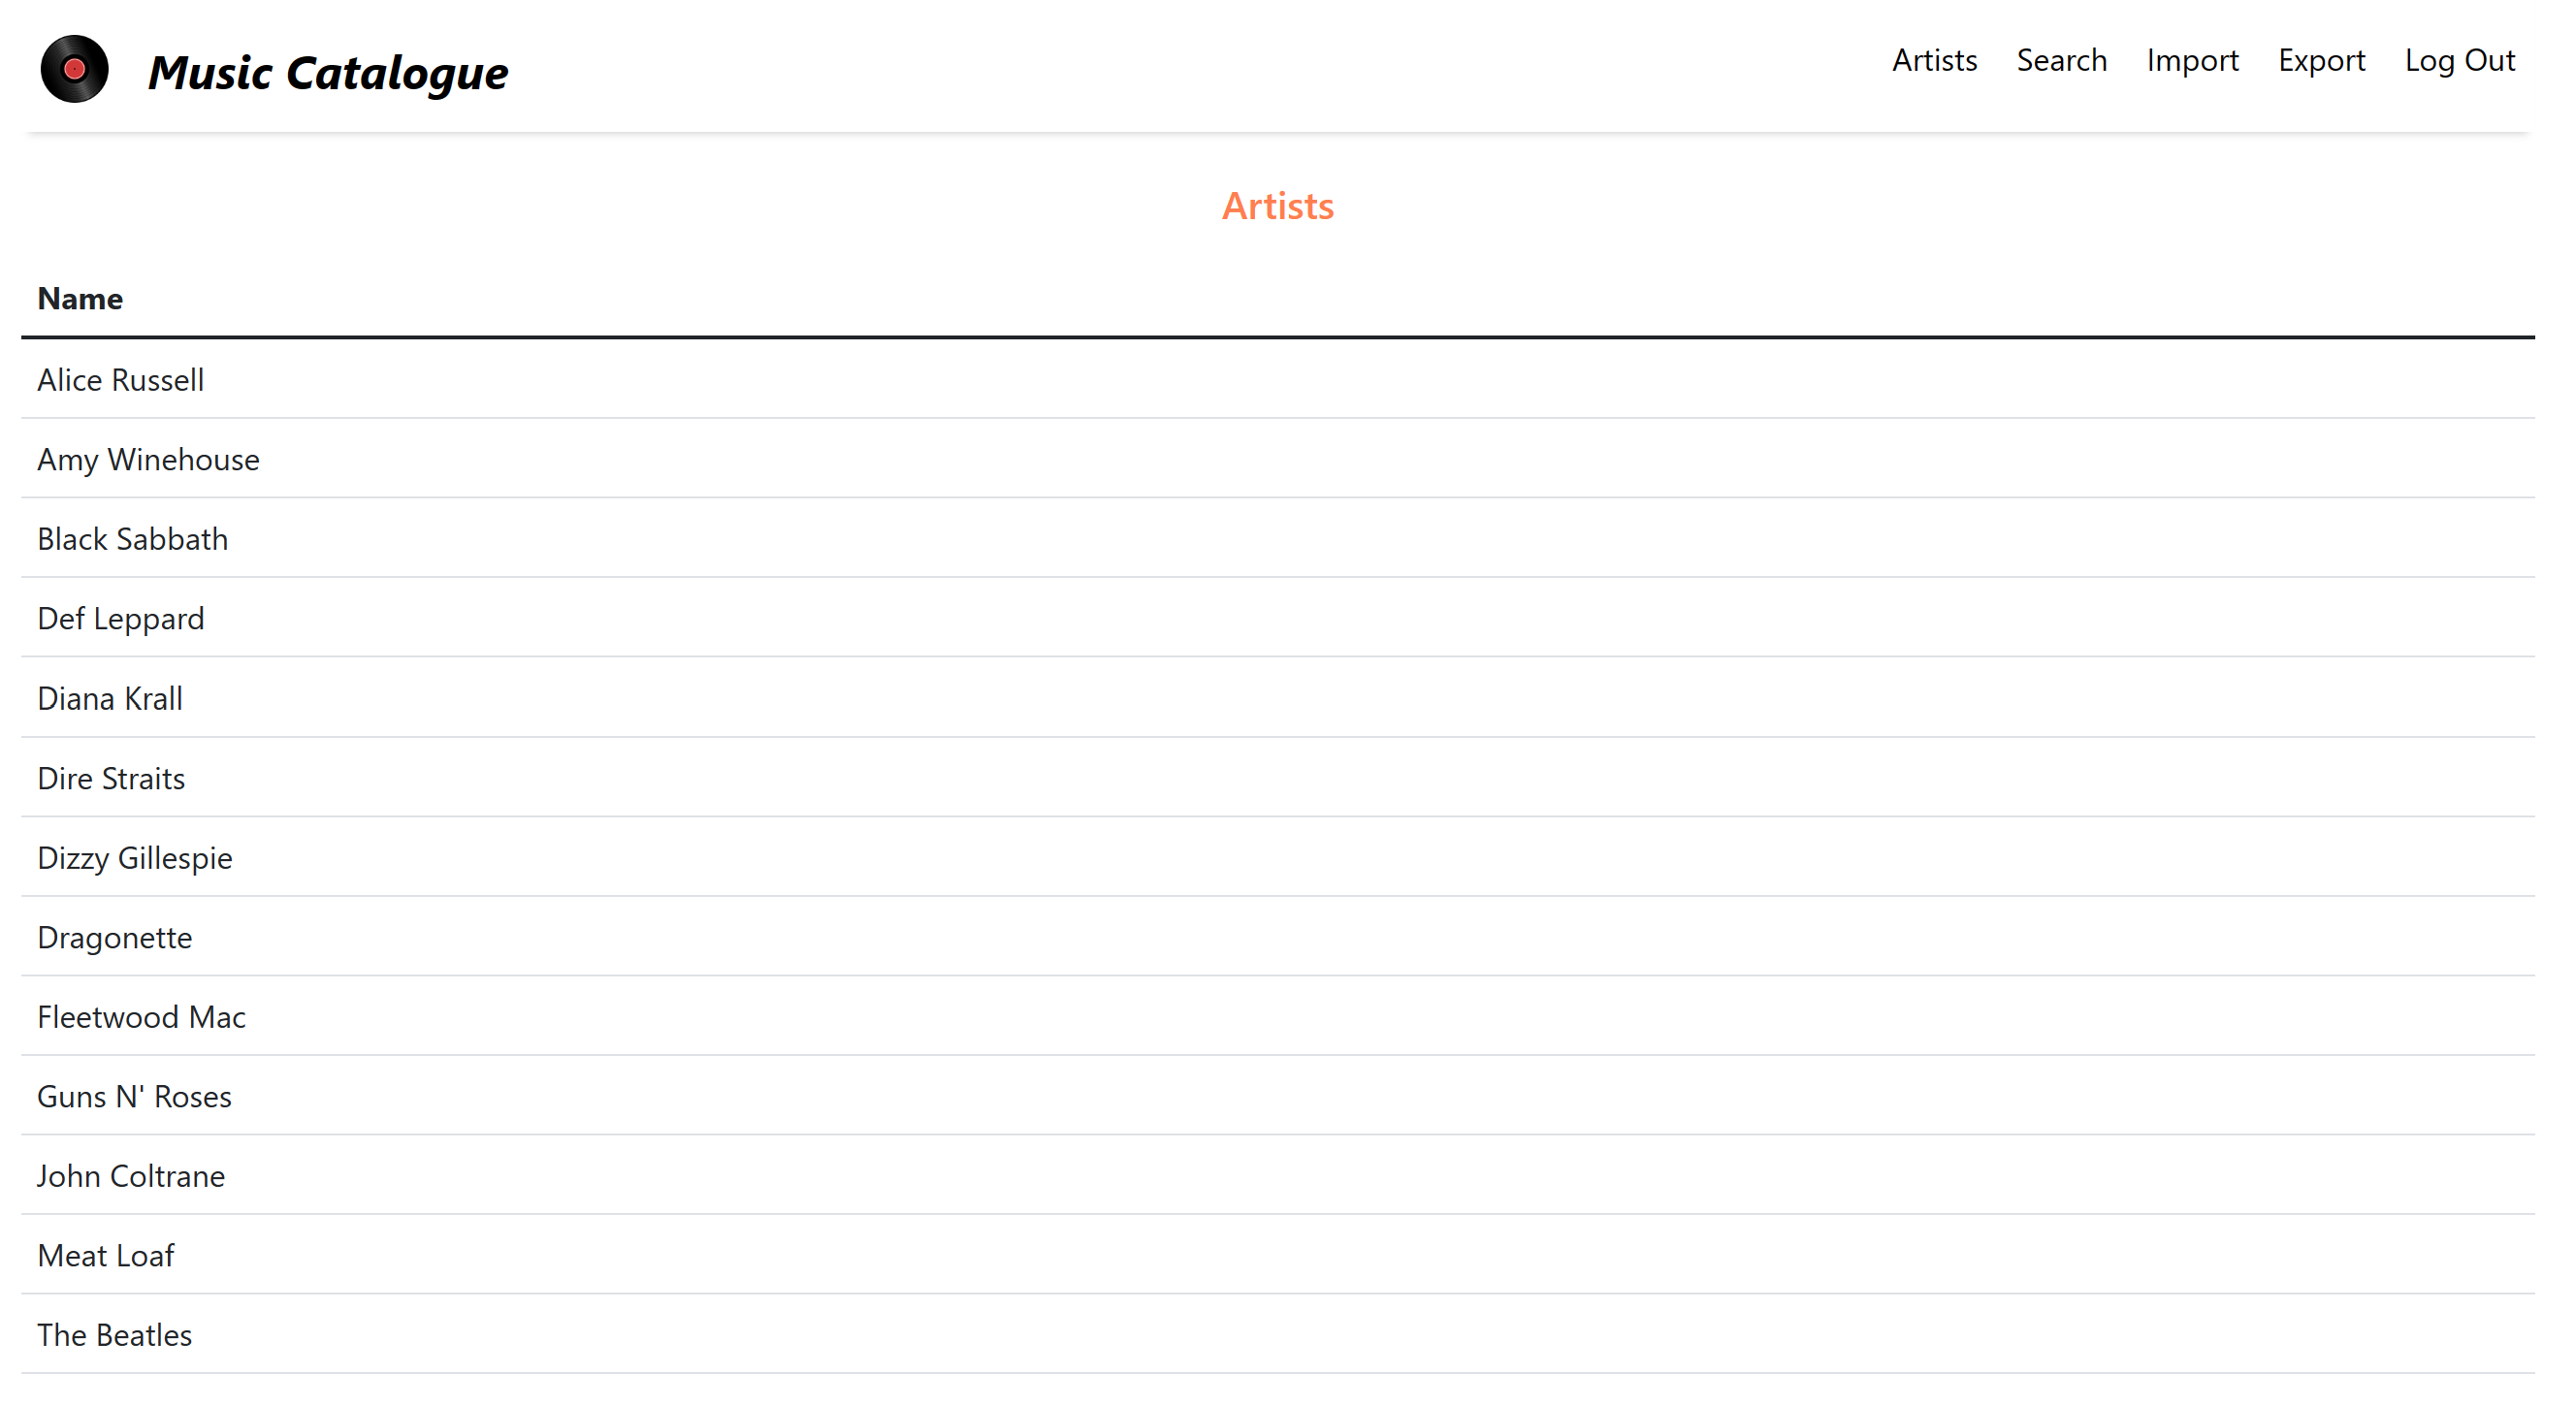 Music Catalogue
Artists Search Import Export Log Out
Artists
Name
Alice Russell
Amy Winehouse
Black Sabbath
Def Leppard
Diana Krall
Dire Straits
Dizzy Gillespie
Dragonette
Fleetwood Mac
Guns N' Roses
John Coltrane
Meat Loaf
The Beatles